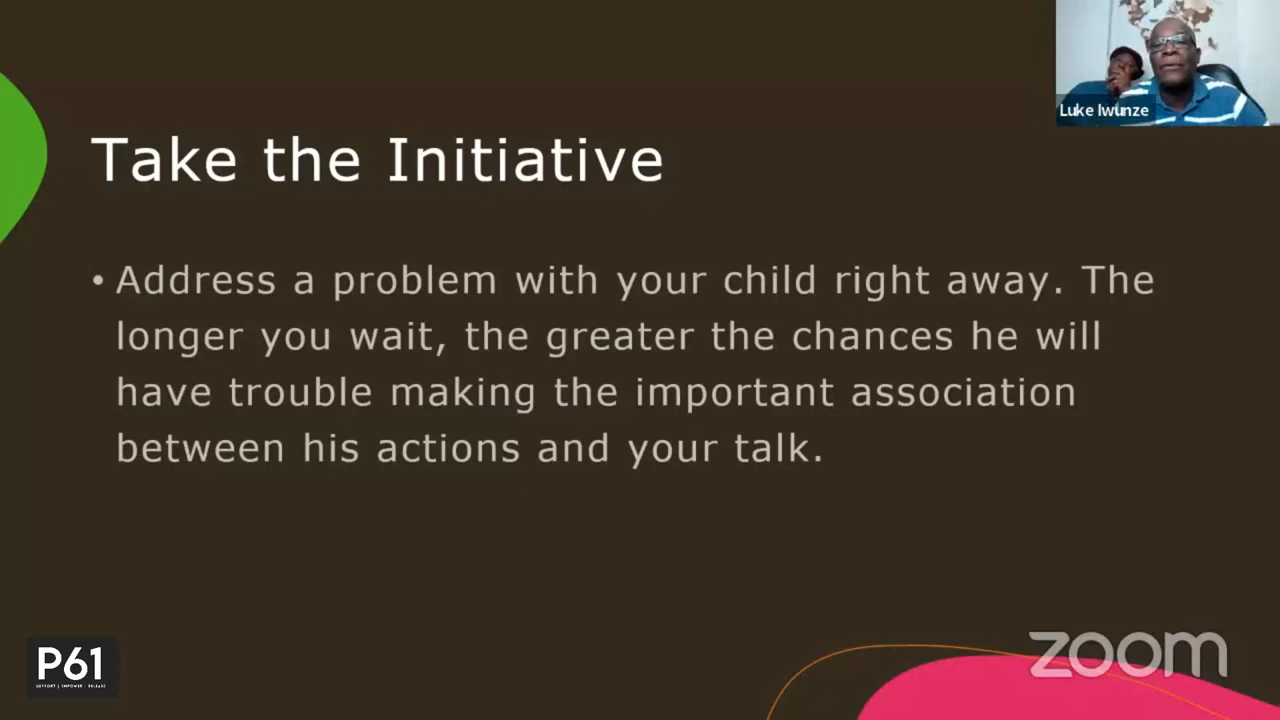 Luke Iwunze
Take the Initiative
• Address a problem with your child right away. The
longer you wait, the greater the chances he will
have trouble making the important association
between his actions and your talk.
P61
SUPPORT | EMPOWER | RELEASE
zoom